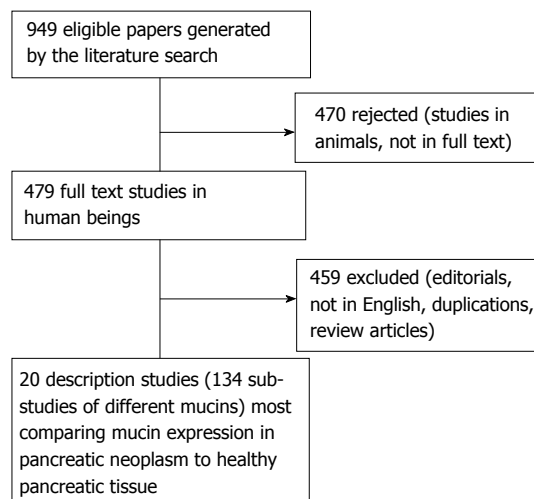 949 eligible papers generated
by the literature search
470 rejected (studies in
animals, not in full text)
479 full text studies in
human beings
459 excluded (editorials,
not in English, duplications,
review articles)
20 description studies (134 sub-
studies of different mucins) most
comparing mucin expression in
pancreatic neoplasm to healthy
pancreatic tissue